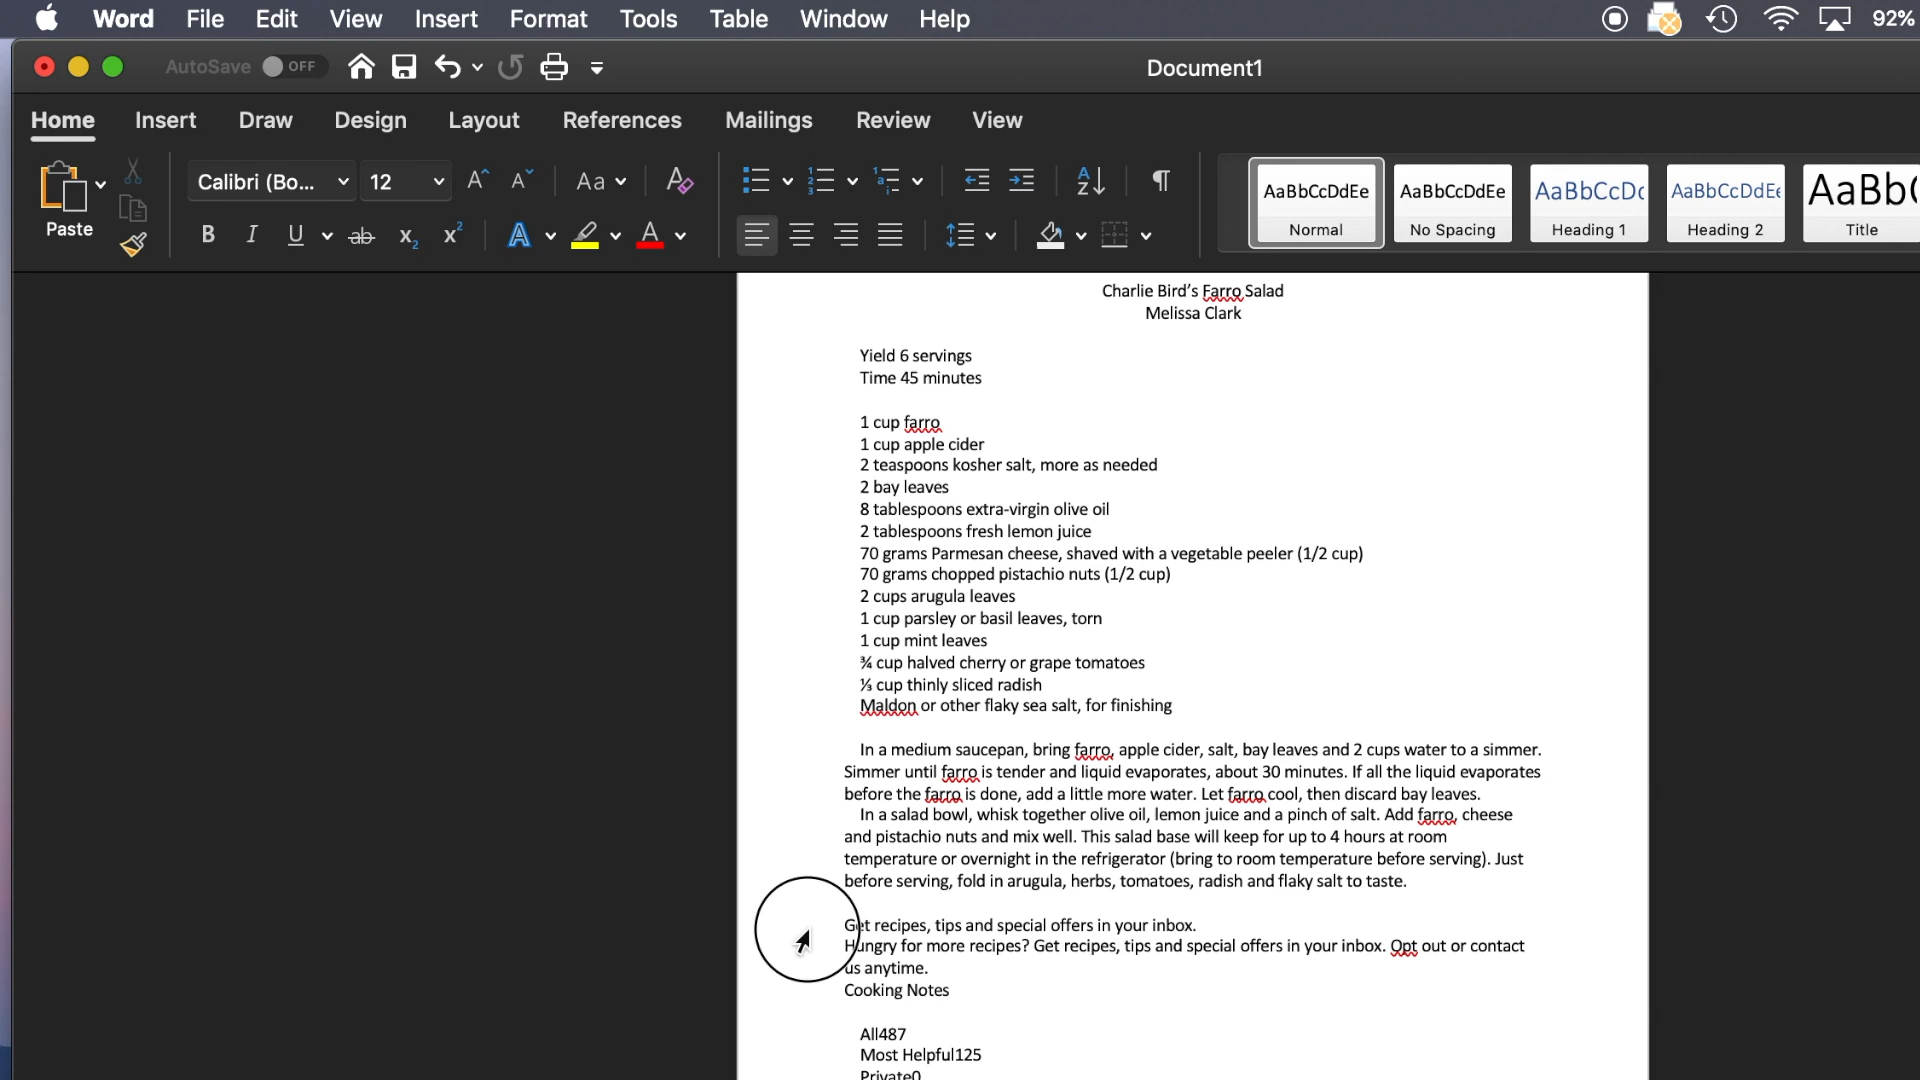 Word File Edit View Insert Format Tools Table Window Help 92%
AutoSave OFF Document1
Home Insert Draw Design Layout References Mailings Review View
Paste
Calibri (Bo... 12 Aa
B I U ab x2 x2 A A
AaBbCcDdEe AaBbCcDdEe AaBbCcDc AaBbCcDdEe AaBb(
Normal No Spacing Heading 1 Heading 2 Title
Charlie Bird's Farro Salad
Melissa Clark
Yield 6 servings
Time 45 minutes
1 cup farro
1 cup apple cider
2 teaspoons kosher salt, more as needed
2 bay leaves
8 tablespoons extra-virgin olive oil
2 tablespoons fresh lemon juice
70 grams Parmesan cheese, shaved with a vegetable peeler (1/2 cup)
70 grams chopped pistachio nuts (1/2 cup)
2 cups arugula leaves
1 cup parsley or basil leaves, torn
1 cup mint leaves
¾ cup halved cherry or grape tomatoes
⅓ cup thinly sliced radish
Maldon or other flaky sea salt, for finishing
In a medium saucepan, bring farro, apple cider, salt, bay leaves and 2 cups water to a simmer.
Simmer until farro is tender and liquid evaporates, about 30 minutes. If all the liquid evaporates
before the farro is done, add a little more water. Let farro cool, then discard bay leaves.
In a salad bowl, whisk together olive oil, lemon juice and a pinch of salt. Add farro, cheese
and pistachio nuts and mix well. This salad base will keep for up to 4 hours at room
temperature or overnight in the refrigerator (bring to room temperature before serving). Just
before serving, fold in arugula, herbs, tomatoes, radish and flaky salt to taste.
Get recipes, tips and special offers in your inbox.
Hungry for more recipes? Get recipes, tips and special offers in your inbox. Opt out or contact
us anytime.
Cooking Notes
All487
Most Helpful125
Private0